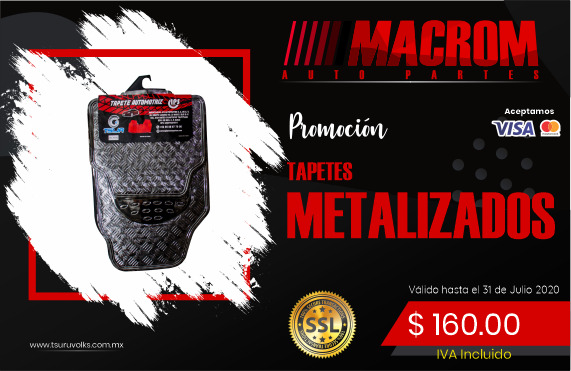 MACROM
AUTO PARTES
Aceptamos
VISA
Promoción
TAPETES
METALIZADOS
TAPETE AUTOMOTRIZ
Válido hasta el 31 de Julio 2020
$ 160.00
IVA Incluido
SSL
www.tsuruvolks.com.mx